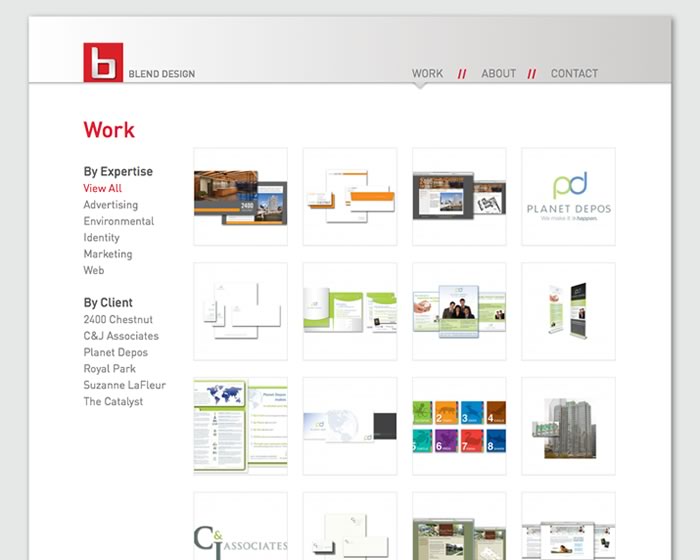 b BLEND DESIGN
WORK // ABOUT // CONTACT
Work
By Expertise
View All
Advertising
Environmental
Identity
Marketing
Web
By Client
2400 Chestnut
C&J Associates
Planet Depos
Royal Park
Suzanne LaFleur
The Catalyst
2400
2400
pd
PLANET DEPOS
We make it »happen.
pd
2 3 4
5 6 7 8
C&J ASSOCIATES